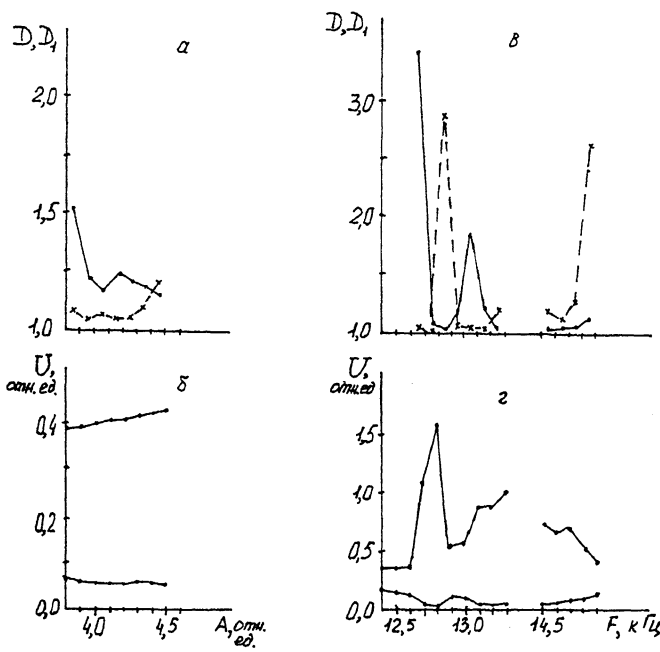 D, D₁
а
2,0
1,5
1,0
D, D₁
в
3,0
2,0
1,0
U,
отн.ед.
б
0,4
0,2
0,0
4,0
4,5
A, отн.
ед.
U,
отн.ед
г
1,5
1,0
0,5
0,0
12,5
13,0
14,5
F, кГц